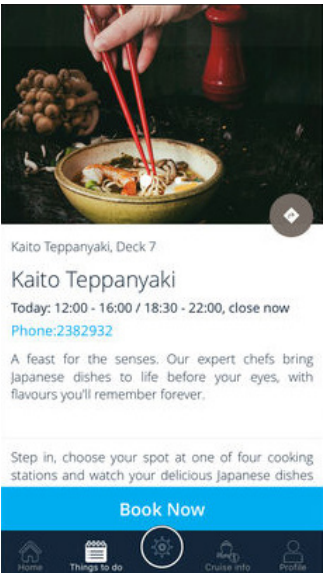 Kaito Teppanyaki, Deck 7
Kaito Teppanyaki
Today: 12:00 - 16:00 / 18:30 - 22:00, close now
Phone:2382932
A feast for the senses. Our expert chefs bring
Japanese dishes to life before your eyes, with
flavours you'll remember forever.
Step in, choose your spot at one of four cooking
stations and watch your delicious Japanese dishes
Book Now
Home Things to do Cruise info Profile